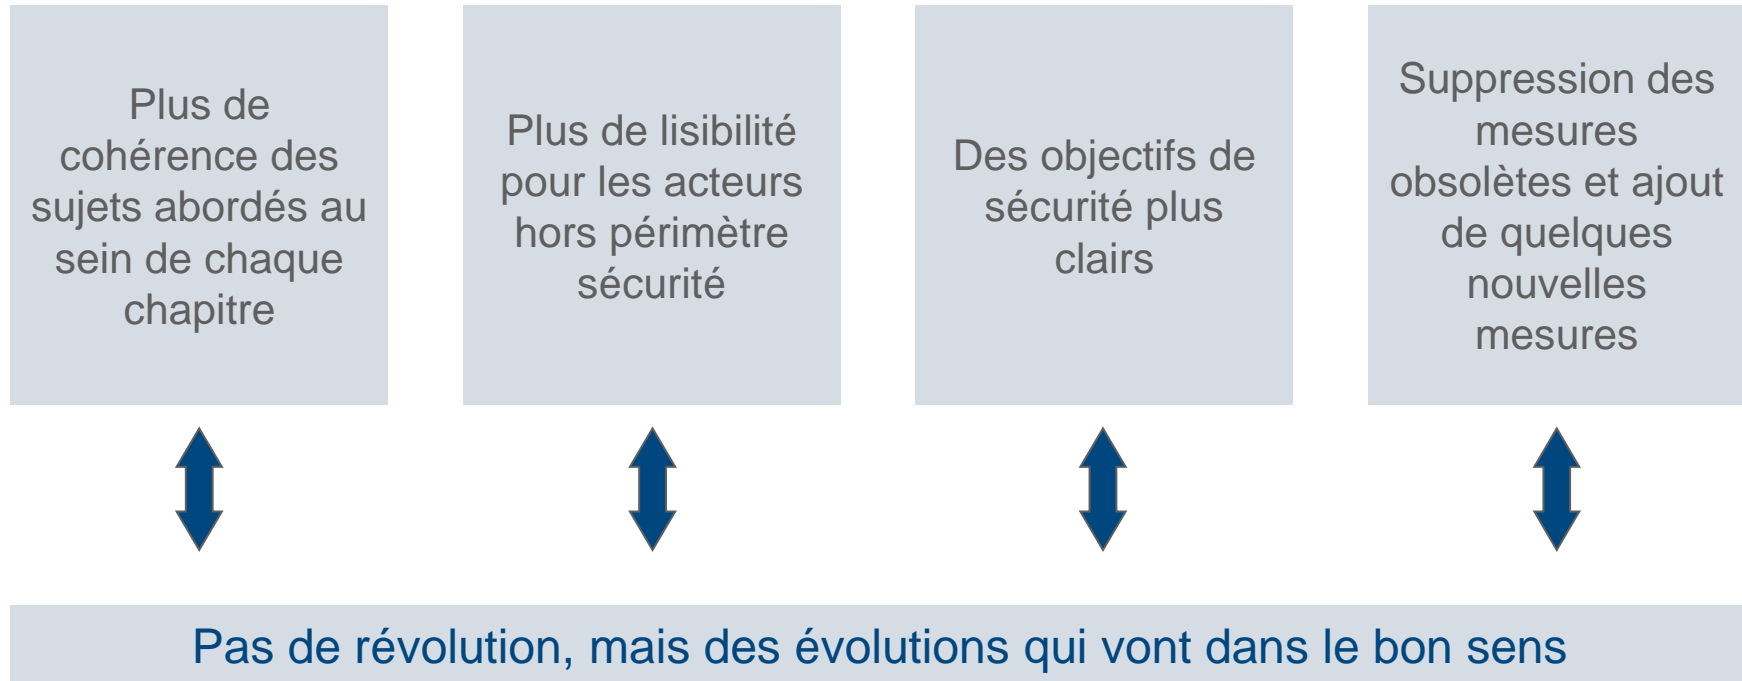 Plus de
cohérence des
sujets abordés au
sein de chaque
chapitre
Plus de lisibilité
pour les acteurs
hors périmètre
sécurité
Des objectifs de
sécurité plus
clairs
Suppression des
mesures
obsolètes et ajout
de quelques
nouvelles
mesures
Pas de révolution, mais des évolutions qui vont dans le bon sens